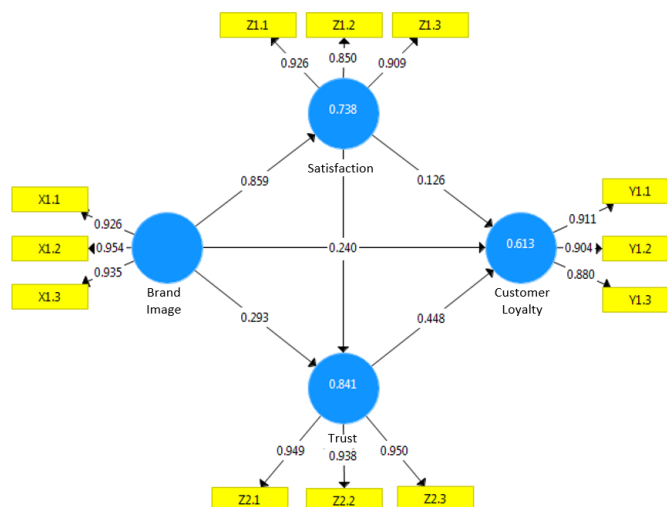 Z1.1
Z1.2
Z1.3
0.926
0.850
0.909
0.738
Satisfaction
0.859
0.126
X1.1
X1.2
X1.3
0.926
0.954
0.935
Brand
Image
0.240
0.613
Customer
Loyalty
0.911
0.904
0.880
Y1.1
Y1.2
Y1.3
0.293
0.448
0.841
Trust
0.949
0.938
0.950
Z2.1
Z2.2
Z2.3